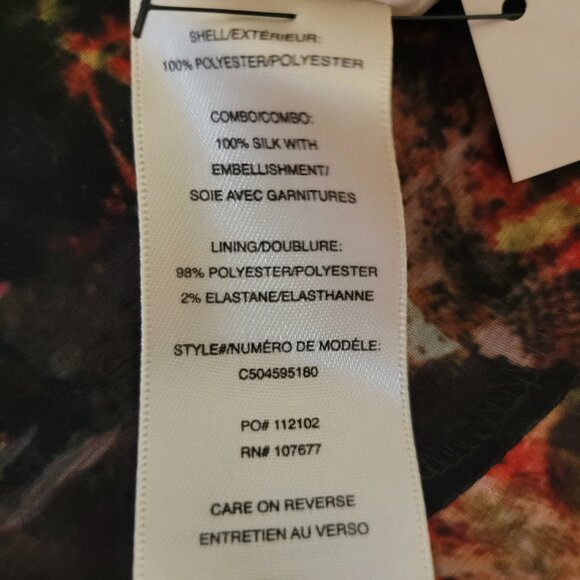 SHELL/EXTÉRIEUR:
100% POLYESTER/POLYESTER
COMBO/COMBO:
100% SILK WITH
EMBELLISHMENT/
SOIE AVEC GARNITURES
LINING/DOUBLURE:
98% POLYESTER/POLYESTER
2% ELASTANE/ELASTHANNE
STYLE#/NUMÉRO DE MODÉLE:
C504595180
PO# 112102
RN# 107677
CARE ON REVERSE
ENTRETIEN AU VERSO